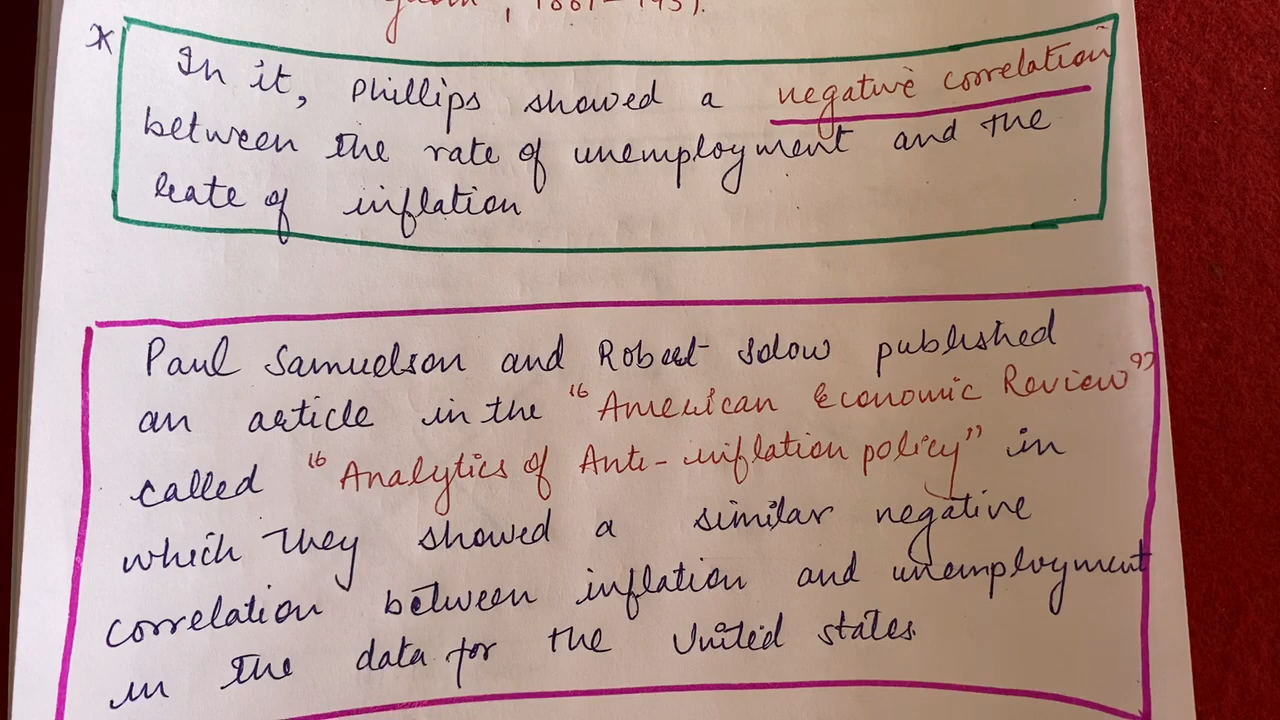 1861-1957.
* In it, Phillips showed a negative correlation
between the rate of unemployment and the
rate of inflation
Paul Samuelson and Robert Solow published
an article in the "American Economic Review"
called "Analytics of Anti-inflation policy" in
which they showed a similar negative
correlation between inflation and unemployment
in the data for the United states.